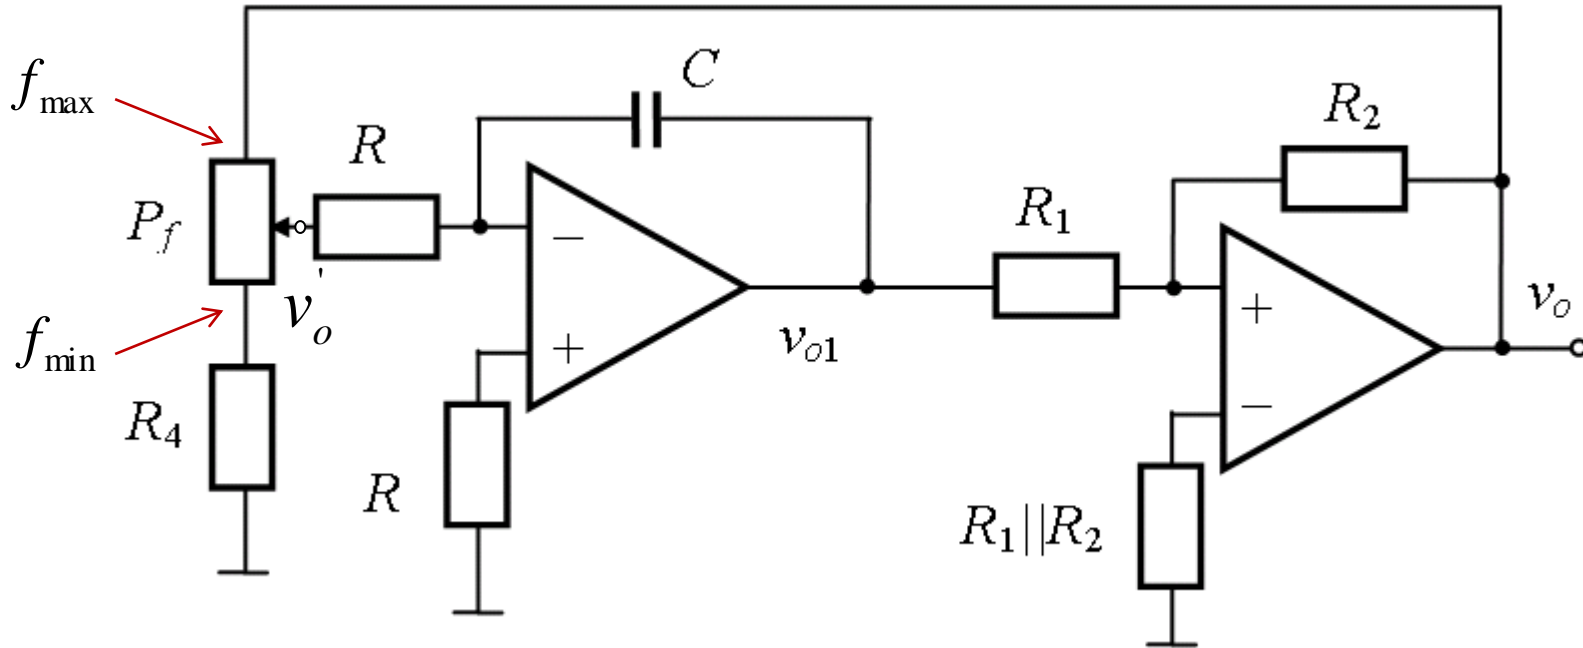 C
f_max
R_2
R
P_f
R_1
−
+
v_o'
v_o
f_min
+
v_o1
−
R_4
R
R_1||R_2